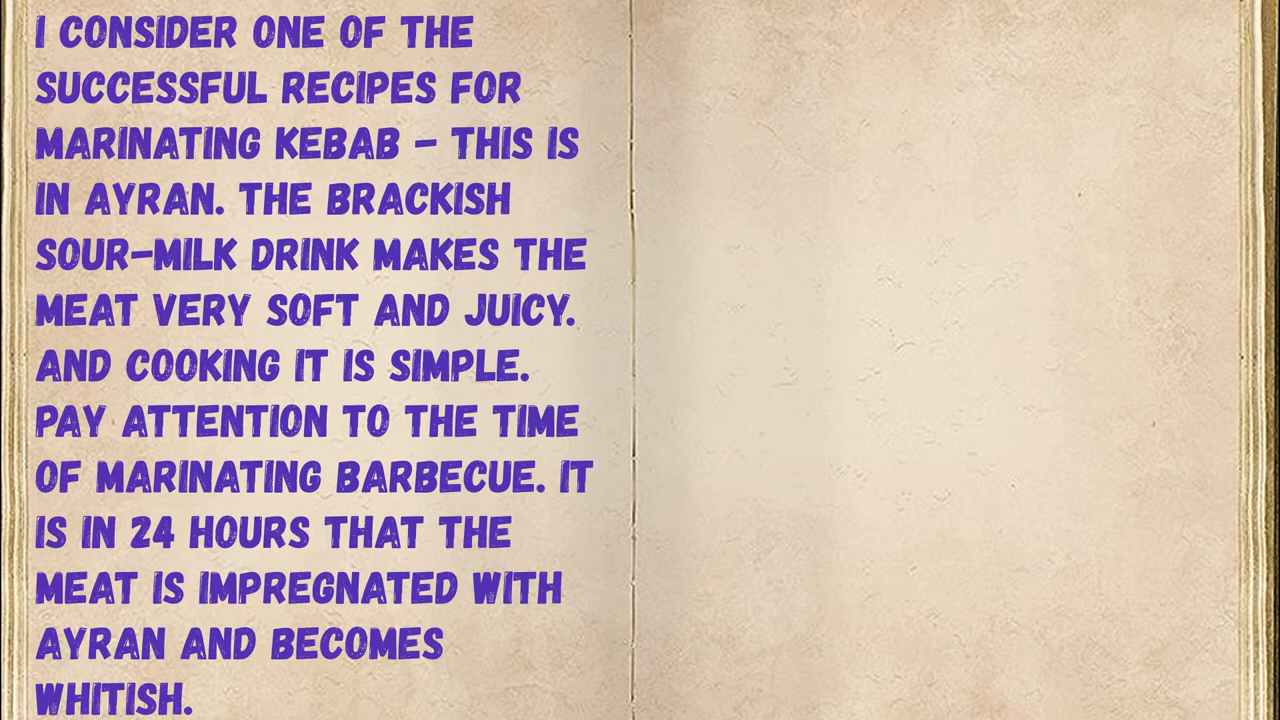 I CONSIDER ONE OF THE
SUCCESSFUL RECIPES FOR
MARINATING KEBAB - THIS IS
IN AYRAN. THE BRACKISH
SOUR-MILK DRINK MAKES THE
MEAT VERY SOFT AND JUICY.
AND COOKING IT IS SIMPLE.
PAY ATTENTION TO THE TIME
OF MARINATING BARBECUE. IT
IS IN 24 HOURS THAT THE
MEAT IS IMPREGNATED WITH
AYRAN AND BECOMES
WHITISH.